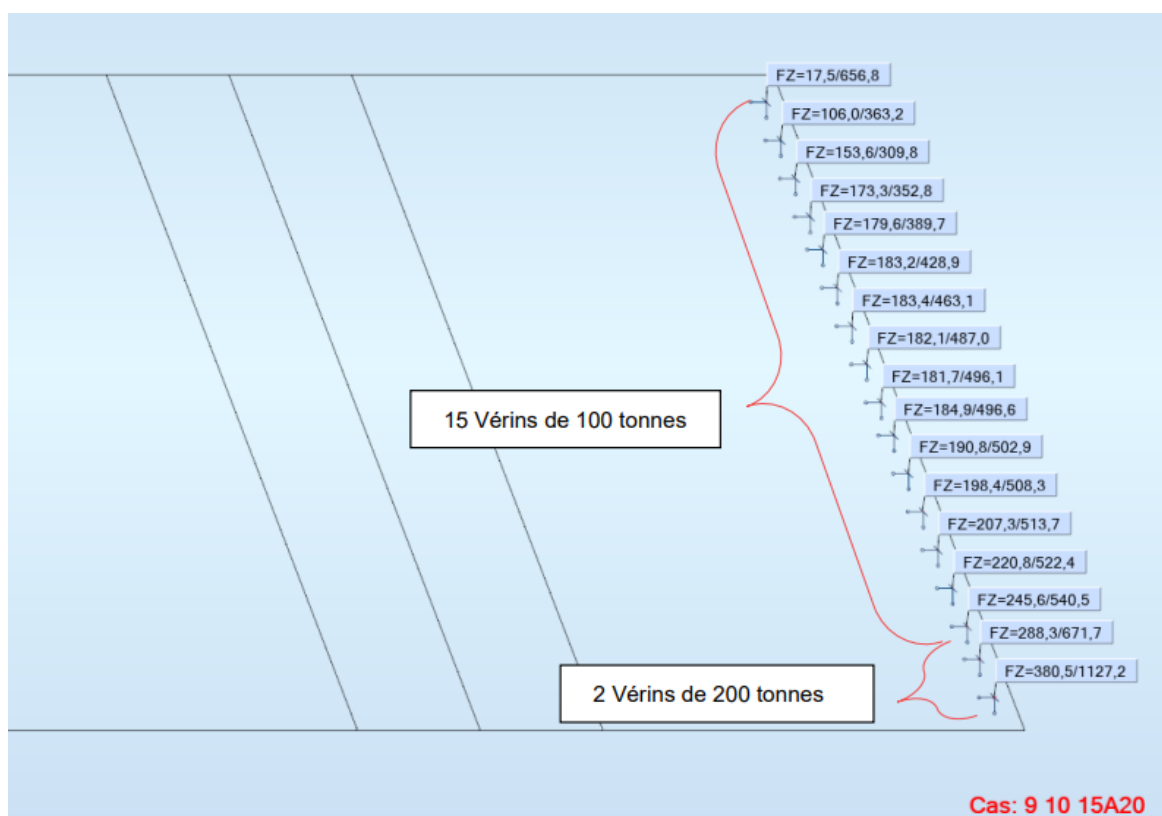 FZ=17,5/656,8
FZ=106,0/363,2
FZ=153,6/309,8
FZ=173,3/352,8
FZ=179,6/389,7
FZ=183,2/428,9
FZ=183,4/463,1
FZ=182,1/487,0
FZ=181,7/496,1
15 Vérins de 100 tonnes
FZ=184,9/496,6
FZ=190,8/502,9
FZ=198,4/508,3
FZ=207,3/513,7
FZ=220,8/522,4
FZ=245,6/540,5
FZ=288,3/671,7
FZ=380,5/1127,2
2 Vérins de 200 tonnes
Cas: 9 10 15A20